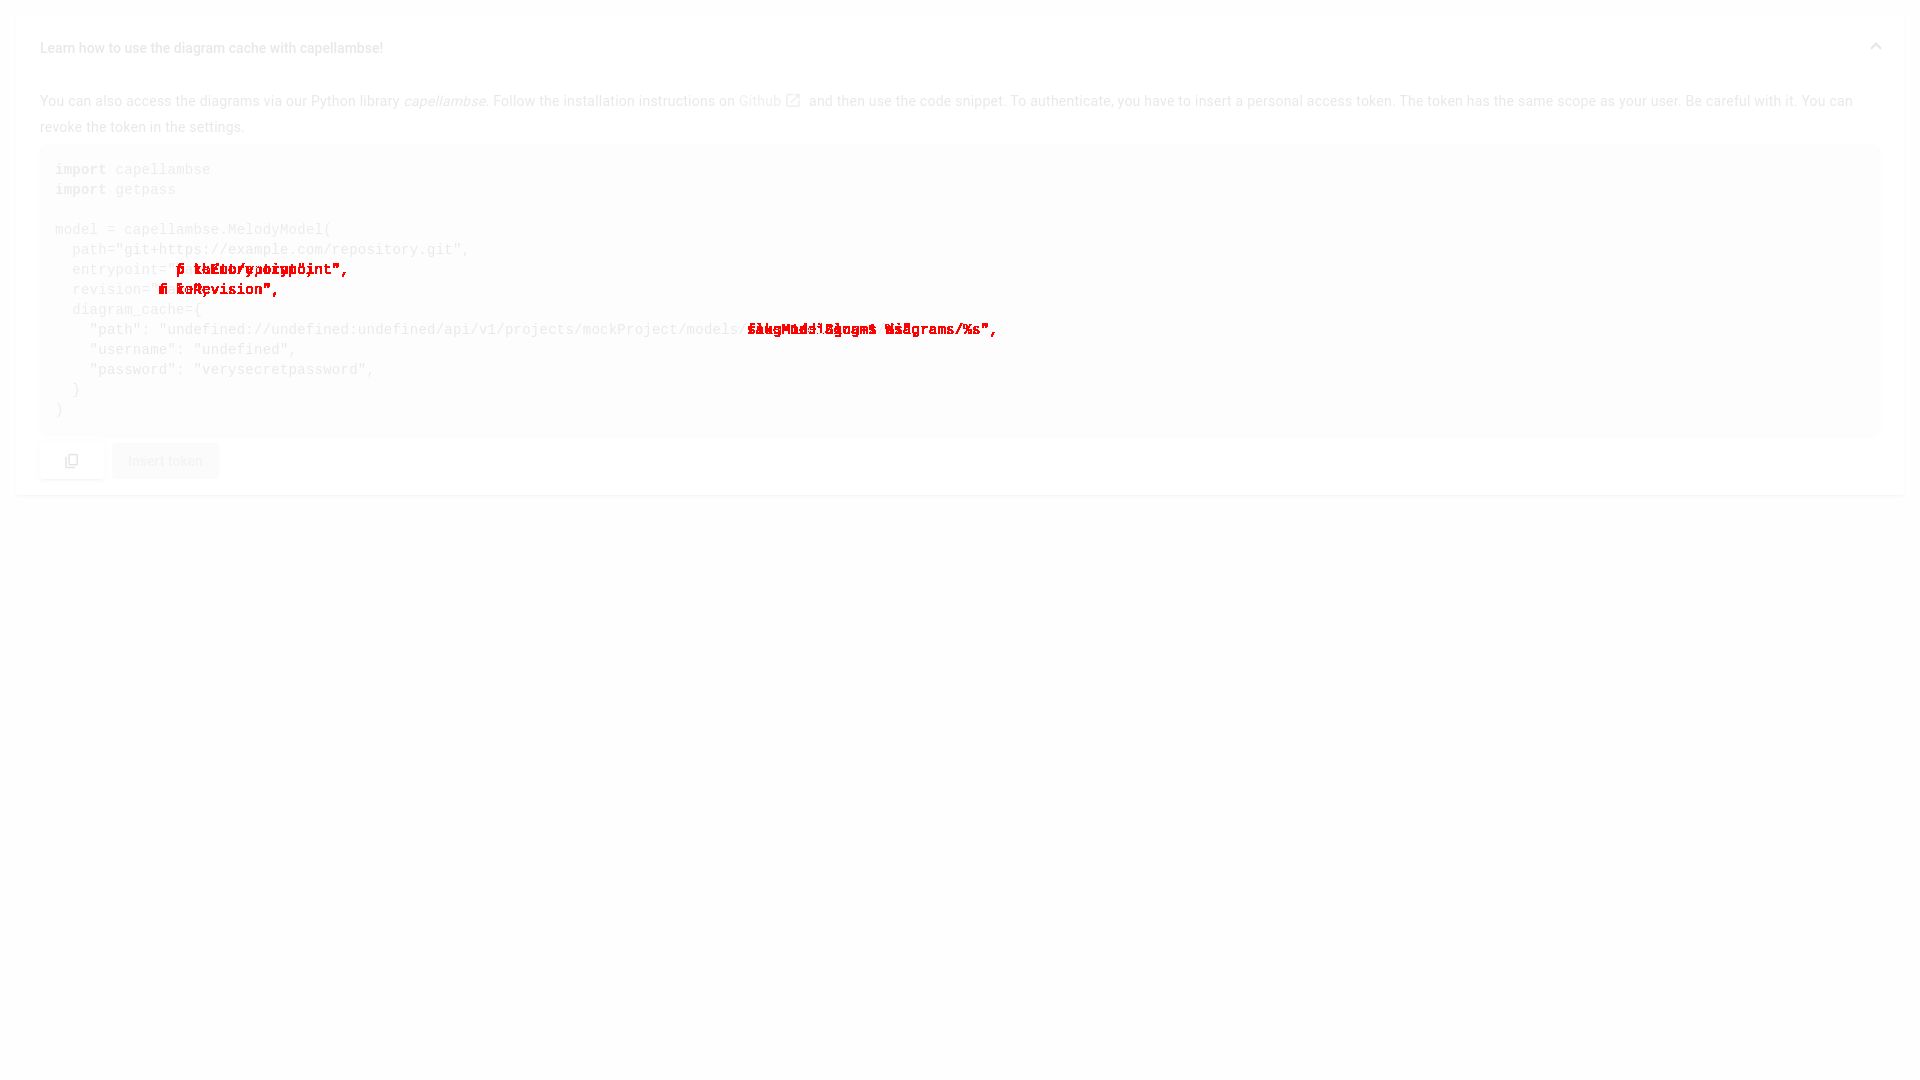 Learn how to use the diagram cache with capellambse!
You can also access the diagrams via our Python library capellambse. Follow the installation instructions on Github and then use the code snippet. To authenticate, you have to insert a personal access token. The token has the same scope as your user. Be careful with it. You can
revoke the token in the settings.
import capellambse
import getpass
model = capellambse.MelodyModel(
path="git+https://example.com/repository.git",
entrypoint="
revision="
diagram_cache={
"path": "undefined://undefined:undefined/api/v1/projects/mockProject/models/
"username": "undefined",
"password": "verysecretpassword",
}
)
Insert token